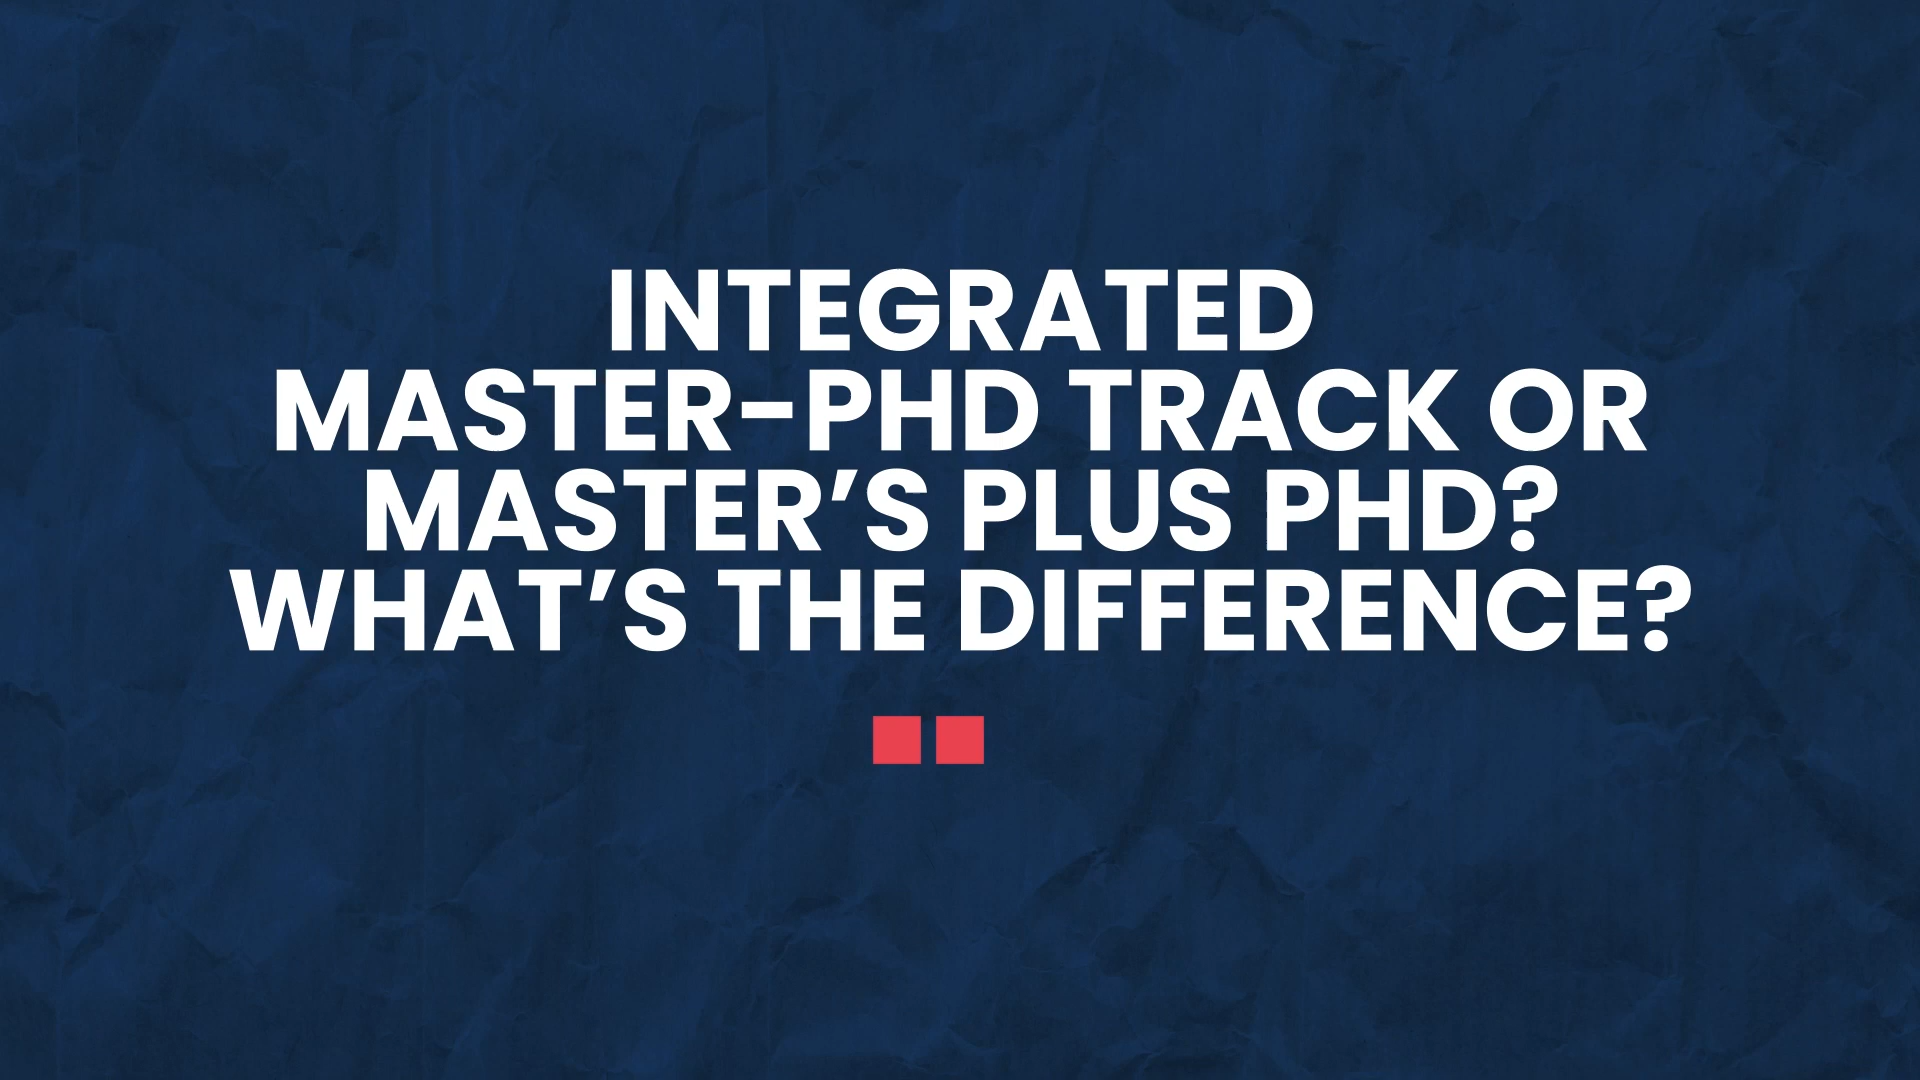 INTEGRATED
MASTER–PHD TRACK OR
MASTER’S PLUS PHD?
WHAT’S THE DIFFERENCE?